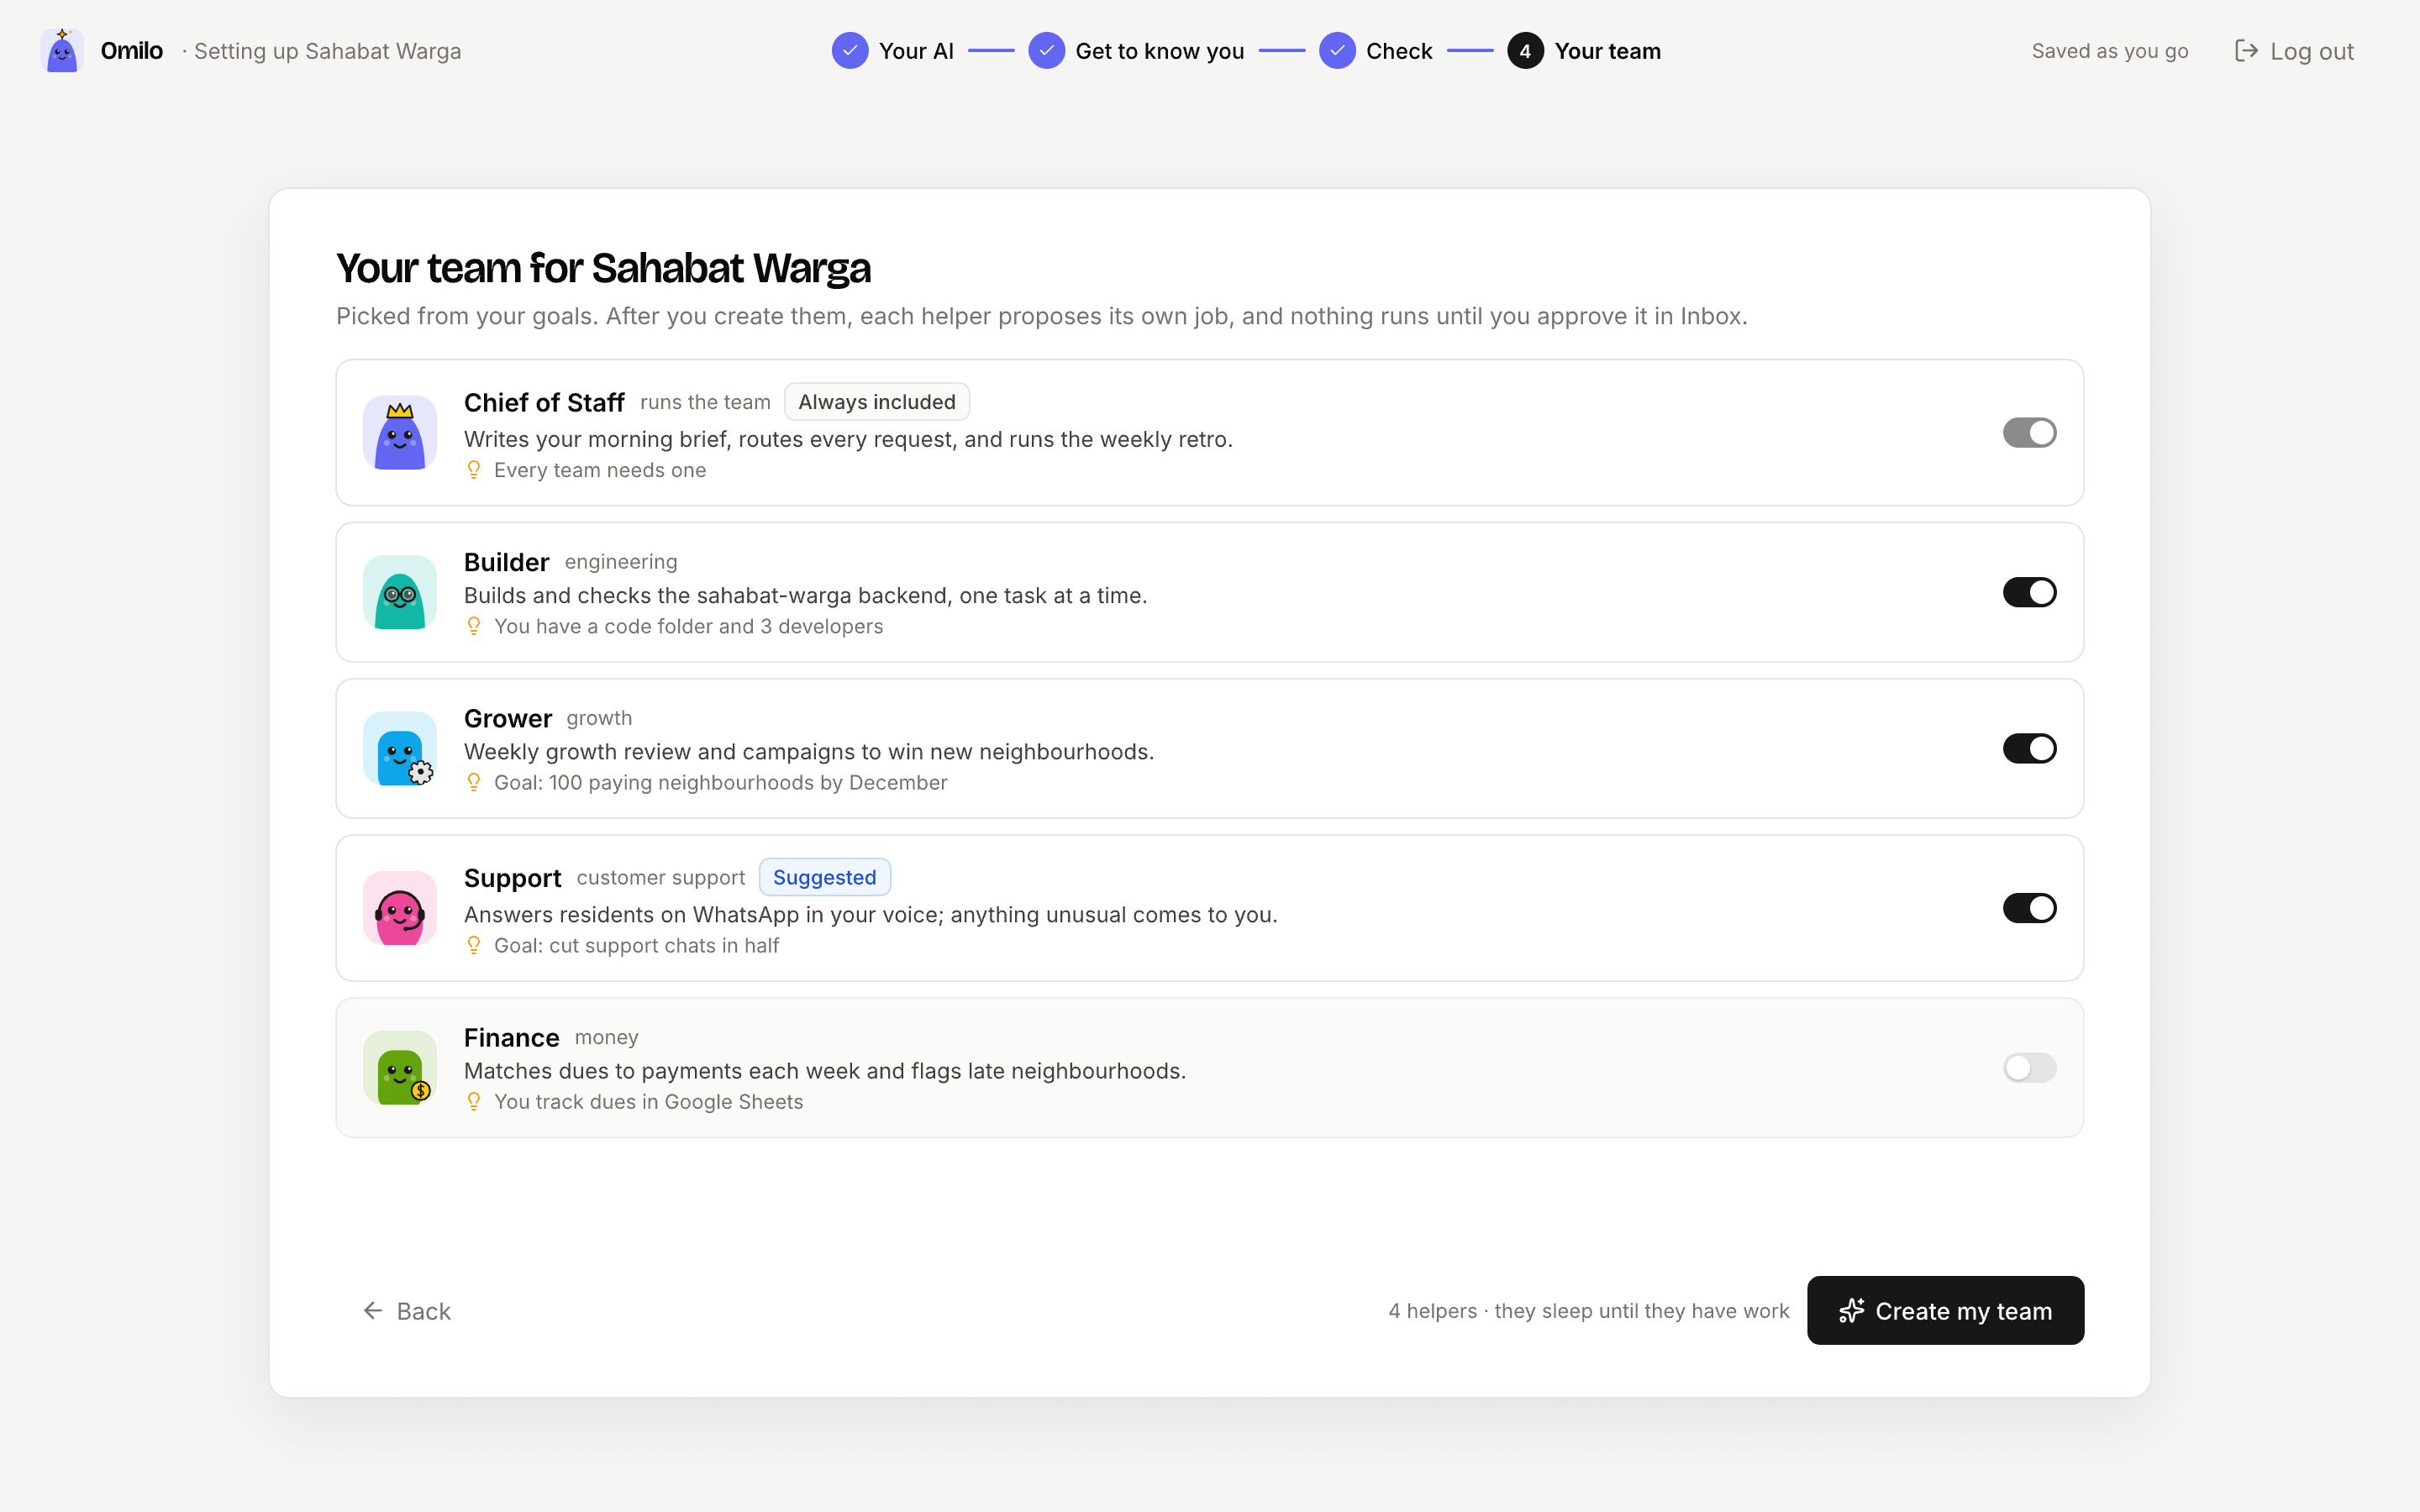 Omilo · Setting up Sahabat Warga
Your AI
Get to know you
Check
4 Your team
Saved as you go
Log out
Your team for Sahabat Warga
Picked from your goals. After you create them, each helper proposes its own job, and nothing runs until you approve it in Inbox.
Chief of Staff runs the team Always included
Writes your morning brief, routes every request, and runs the weekly retro.
Every team needs one
Builder engineering
Builds and checks the sahabat-warga backend, one task at a time.
You have a code folder and 3 developers
Grower growth
Weekly growth review and campaigns to win new neighbourhoods.
Goal: 100 paying neighbourhoods by December
Support customer support Suggested
Answers residents on WhatsApp in your voice; anything unusual comes to you.
Goal: cut support chats in half
Finance money
Matches dues to payments each week and flags late neighbourhoods.
You track dues in Google Sheets
Back
4 helpers · they sleep until they have work
Create my team